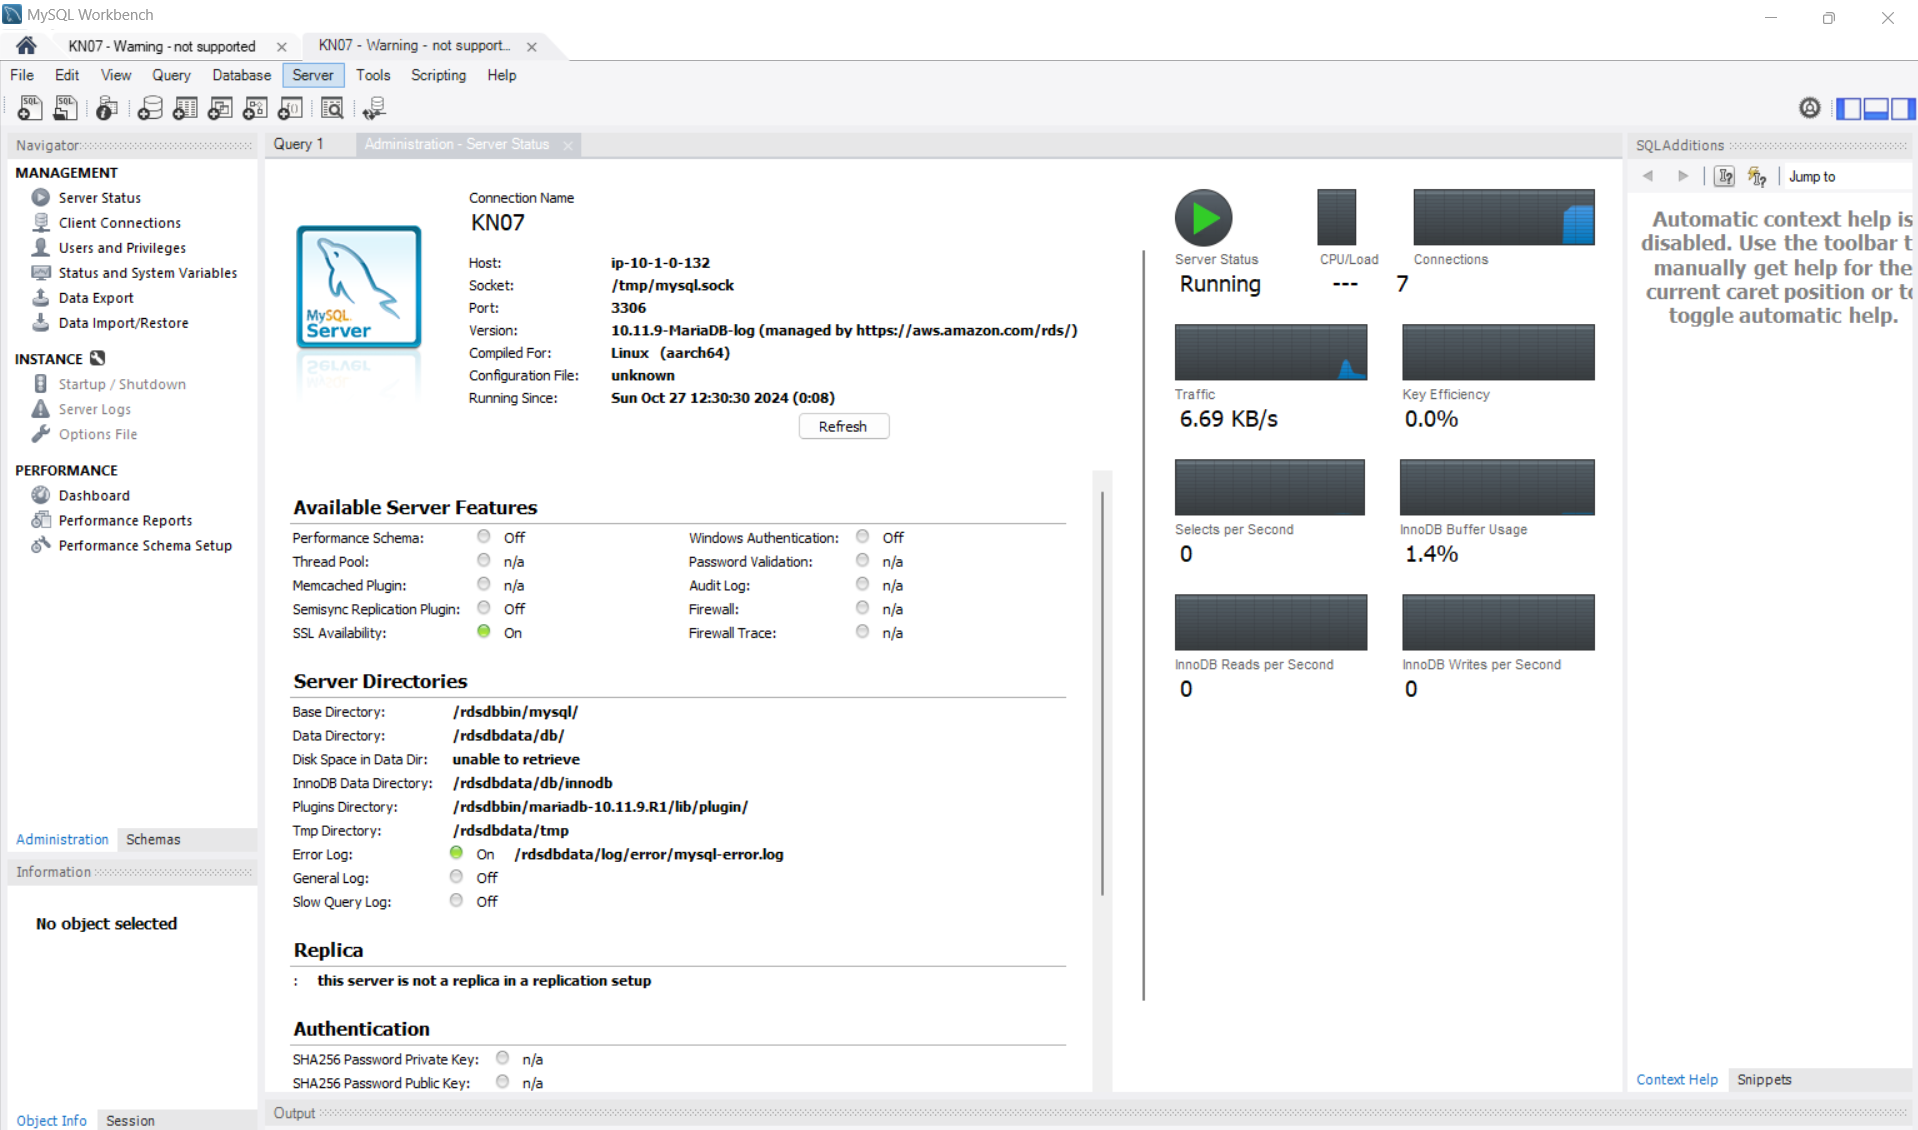 MySQL Workbench
KN07 - Warning - not supported
KN07 - Warning - not support...
File Edit View Query Database Server Tools Scripting Help
Navigator
MANAGEMENT
Server Status
Client Connections
Users and Privileges
Status and System Variables
Data Export
Data Import/Restore
INSTANCE
Startup / Shutdown
Server Logs
Options File
PERFORMANCE
Dashboard
Performance Reports
Performance Schema Setup
Administration Schemas
Information
No object selected
Object Info Session
Query 1 Administration - Server Status
MySQL
Server
Connection Name
KN07
Host: ip-10-1-0-132
Socket: /tmp/mysql.sock
Port: 3306
Version: 10.11.9-MariaDB-log (managed by https://aws.amazon.com/rds/)
Compiled For: Linux (aarch64)
Configuration File: unknown
Running Since: Sun Oct 27 12:30:30 2024 (0:08)
Refresh
Available Server Features
Performance Schema: Off Windows Authentication: Off
Thread Pool: n/a Password Validation: n/a
Memcached Plugin: n/a Audit Log: n/a
Semisync Replication Plugin: Off Firewall: n/a
SSL Availability: On Firewall Trace: n/a
Server Directories
Base Directory: /rdsdbbin/mysql/
Data Directory: /rdsdbdata/db/
Disk Space in Data Dir: unable to retrieve
InnoDB Data Directory: /rdsdbdata/db/innodb
Plugins Directory: /rdsdbbin/mariadb-10.11.9.R1/lib/plugin/
Tmp Directory: /rdsdbdata/tmp
Error Log: On /rdsdbdata/log/error/mysql-error.log
General Log: Off
Slow Query Log: Off
Replica
: this server is not a replica in a replication setup
Authentication
SHA256 Password Private Key: n/a
SHA256 Password Public Key: n/a
Server Status CPU/Load Connections
Running --- 7
Traffic Key Efficiency
6.69 KB/s 0.0%
Selects per Second InnoDB Buffer Usage
0 1.4%
InnoDB Reads per Second InnoDB Writes per Second
0 0
SQLAdditions
Jump to
Automatic context help is
disabled. Use the toolbar t
manually get help for the
current caret position or to
toggle automatic help.
Context Help Snippets
Output